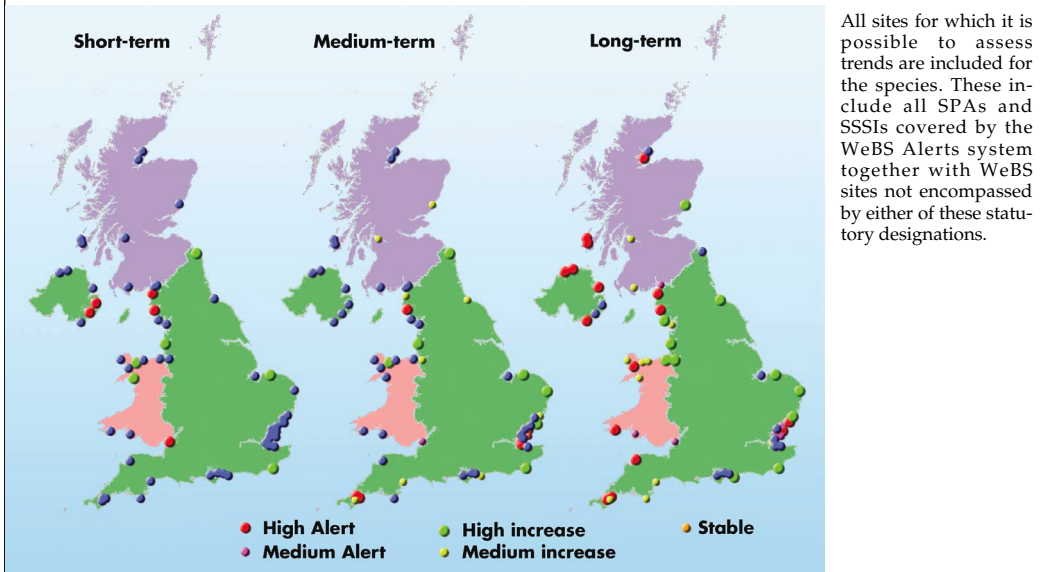 Short-term Medium-term Long-term
High Alert High increase Stable
Medium Alert Medium increase
All sites for which it is
possible to assess
trends are included for
the species. These in-
clude all SPAs and
SSSIs covered by the
WeBS Alerts system
together with WeBS
sites not encompassed
by either of these statu-
tory designations.